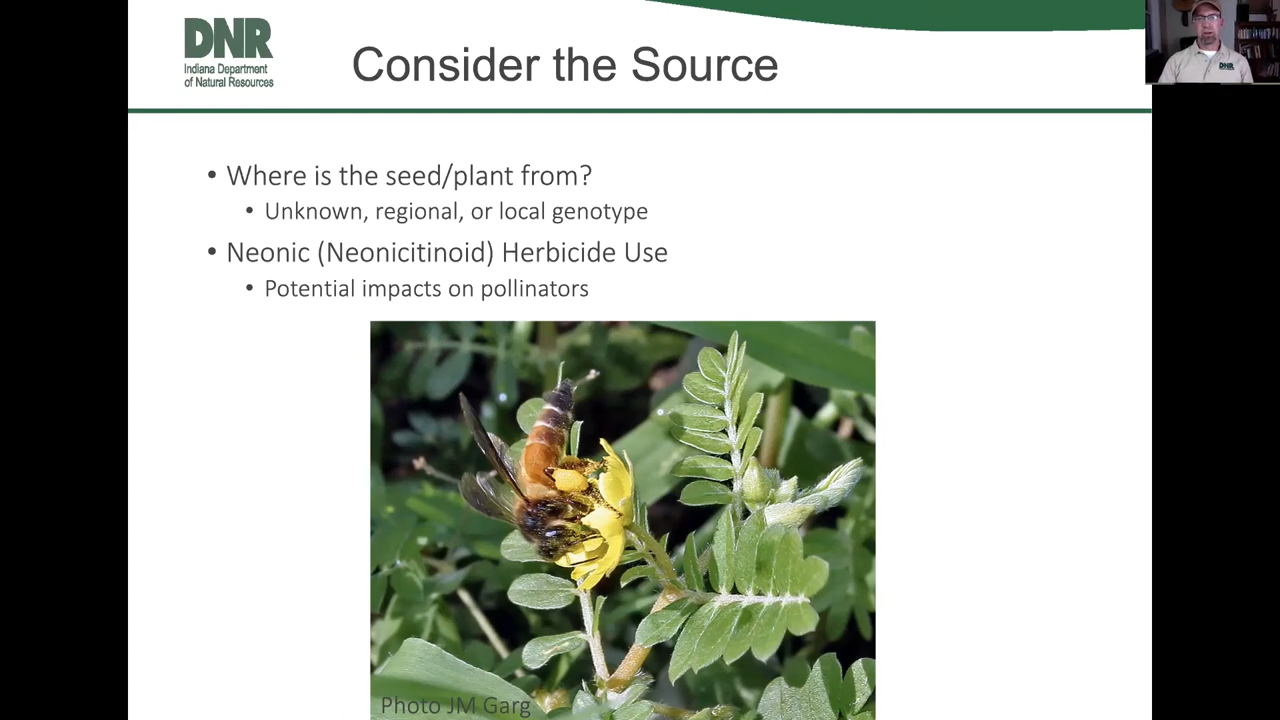 DNR
Indiana Department
of Natural Resources
Consider the Source
DNR
• Where is the seed/plant from?
• Unknown, regional, or local genotype
• Neonic (Neonicitinoid) Herbicide Use
• Potential impacts on pollinators
Photo JM Garg